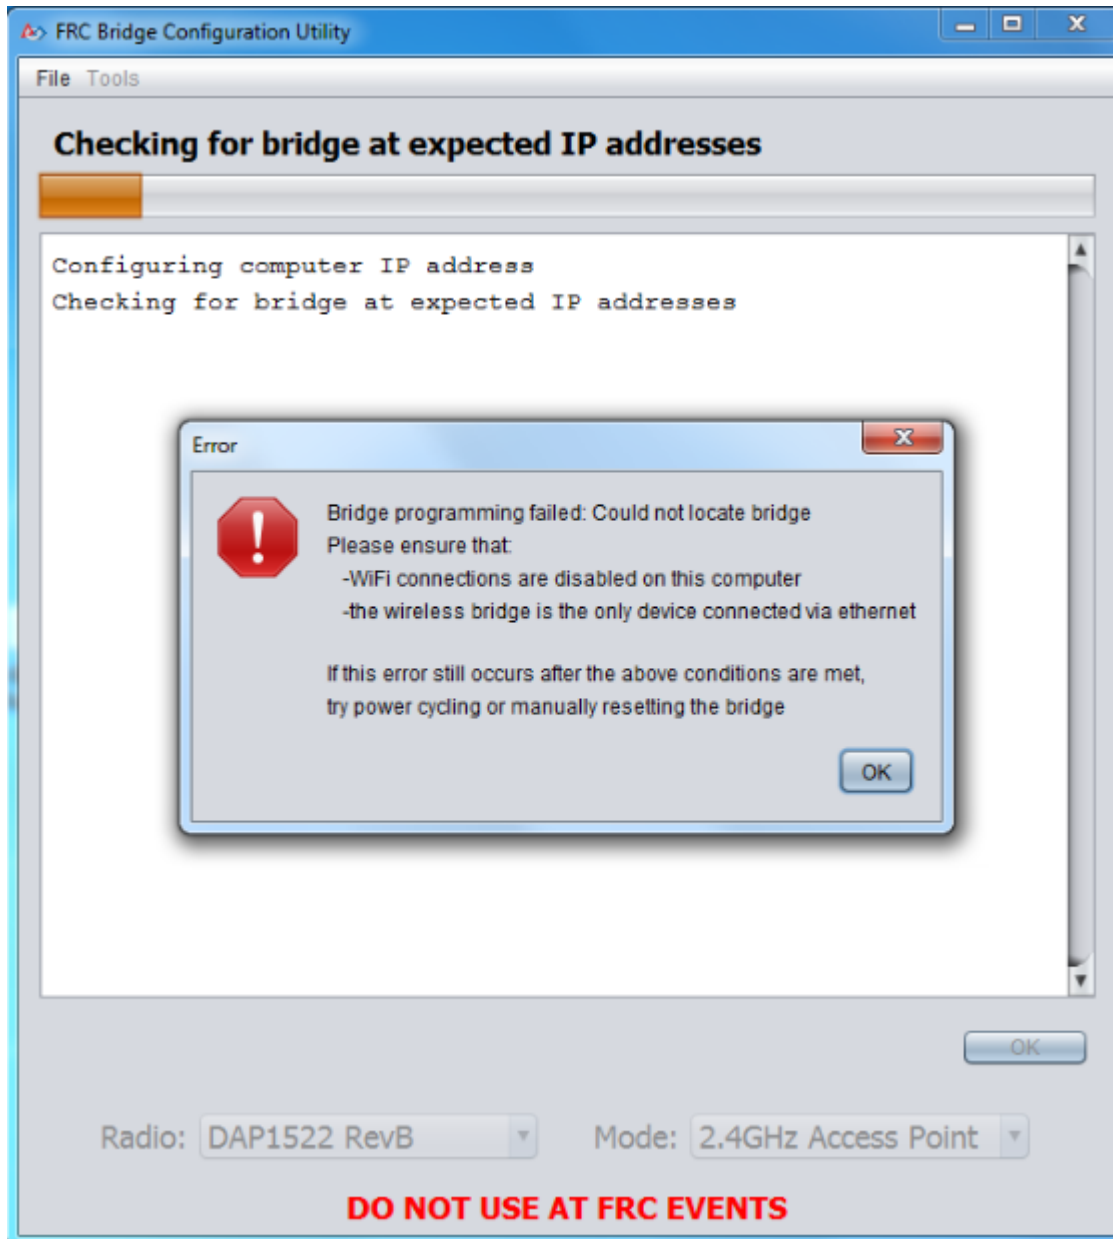 FRC Bridge Configuration Utility
File Tools
Checking for bridge at expected IP addresses
Configuring computer IP address
Checking for bridge at expected IP addresses
Error
Bridge programming failed: Could not locate bridge
Please ensure that:
-WiFi connections are disabled on this computer
-the wireless bridge is the only device connected via ethernet
If this error still occurs after the above conditions are met,
try power cycling or manually resetting the bridge
OK
OK
Radio: DAP1522 RevB Mode: 2.4GHz Access Point
DO NOT USE AT FRC EVENTS